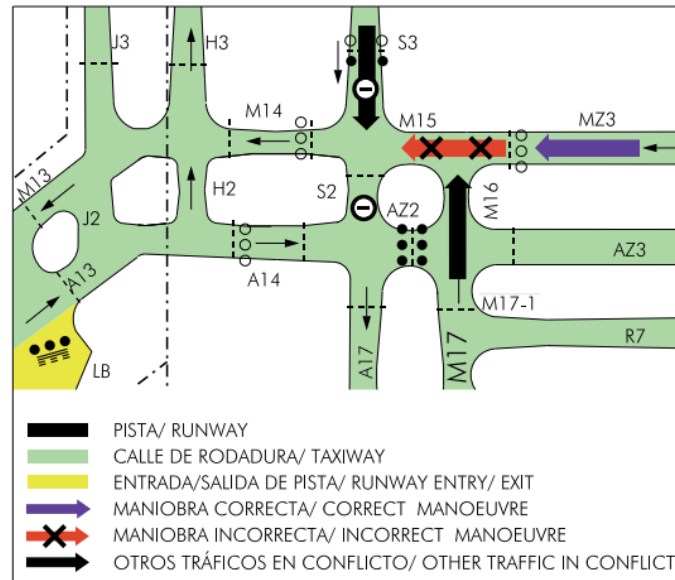 J3
H3
S3
M14
M15
MZ3
M13
H2
S2
AZ2
M16
J2
A13
A14
AZ3
M17-1
A17
M17
R7
LB
PISTA/ RUNWAY
CALLE DE RODADURA/ TAXIWAY
ENTRADA/SALIDA DE PISTA/ RUNWAY ENTRY/ EXIT
MANIOBRA CORRECTA/ CORRECT MANOEUVRE
MANIOBRA INCORRECTA/ INCORRECT MANOEUVRE
OTROS TRÁFICOS EN CONFLICTO/ OTHER TRAFFIC IN CONFLICT